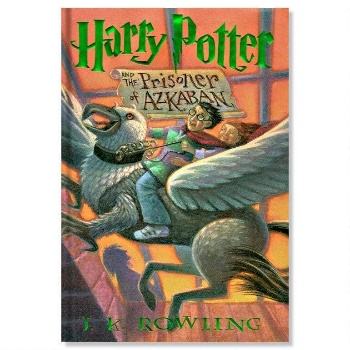 Harry Potter
AND THE Prisoner
of AZKABAN
J. K. ROWLING